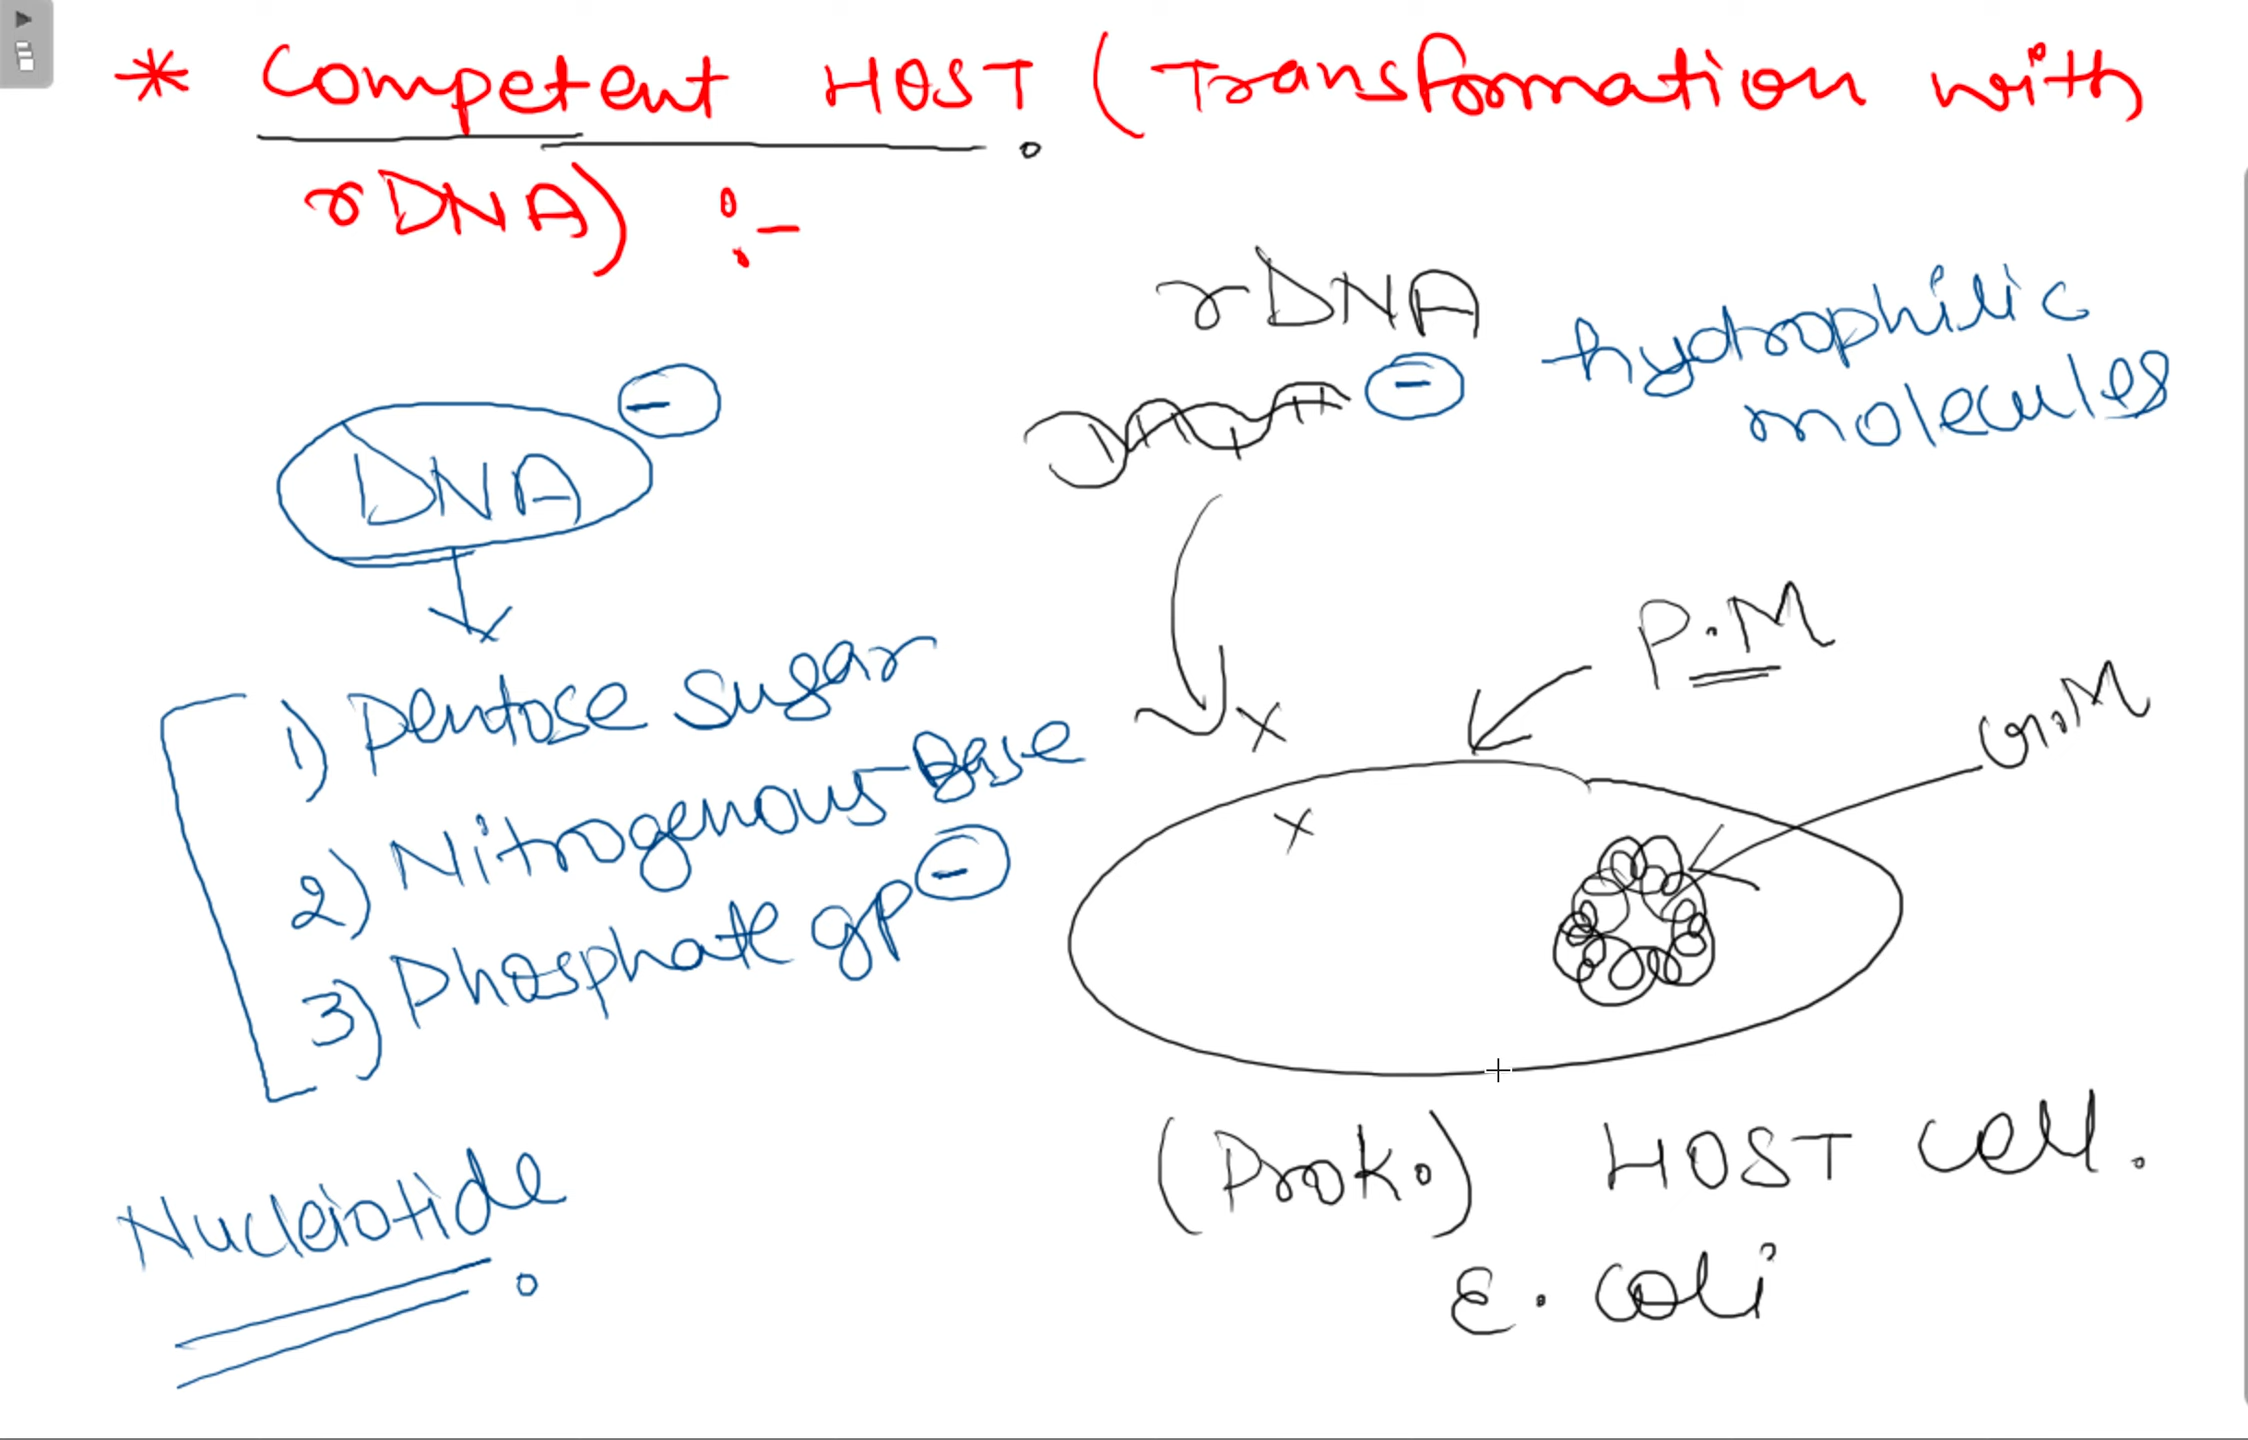 * Competent HOST (Transformation with
rDNA) :-
rDNA
hydrophilic
molecules
-
-
DNA
P.M
G.M
1) Pentose sugar
2) Nitrogenous Base
3) Phosphate gp -
x
x
(Prok.) HOST cell.
Nucleotide.
E. coli